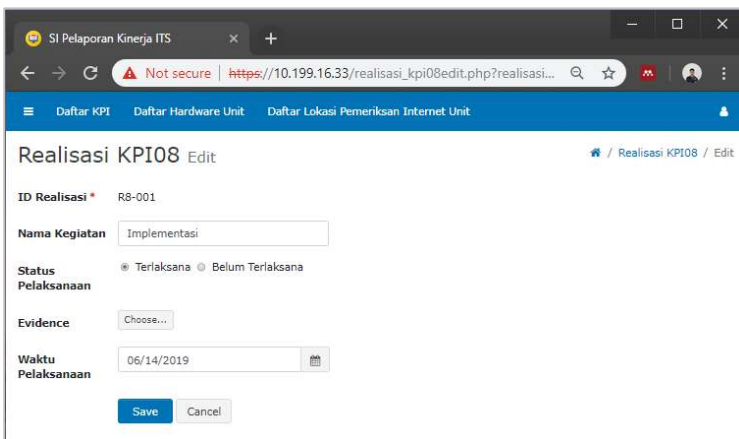 SI Pelaporan Kinerja ITS
Not secure | https://10.199.16.33/realisasi_kpi08edit.php?realisasi...
Daftar KPI Daftar Hardware Unit Daftar Lokasi Pemeriksan Internet Unit
Realisasi KPI08 Edit / Realisasi KPI08 / Edit
ID Realisasi * R8-001
Nama Kegiatan Implementasi
Status Pelaksanaan Terlaksana Belum Terlaksana
Evidence Choose...
Waktu Pelaksanaan 06/14/2019
Save Cancel